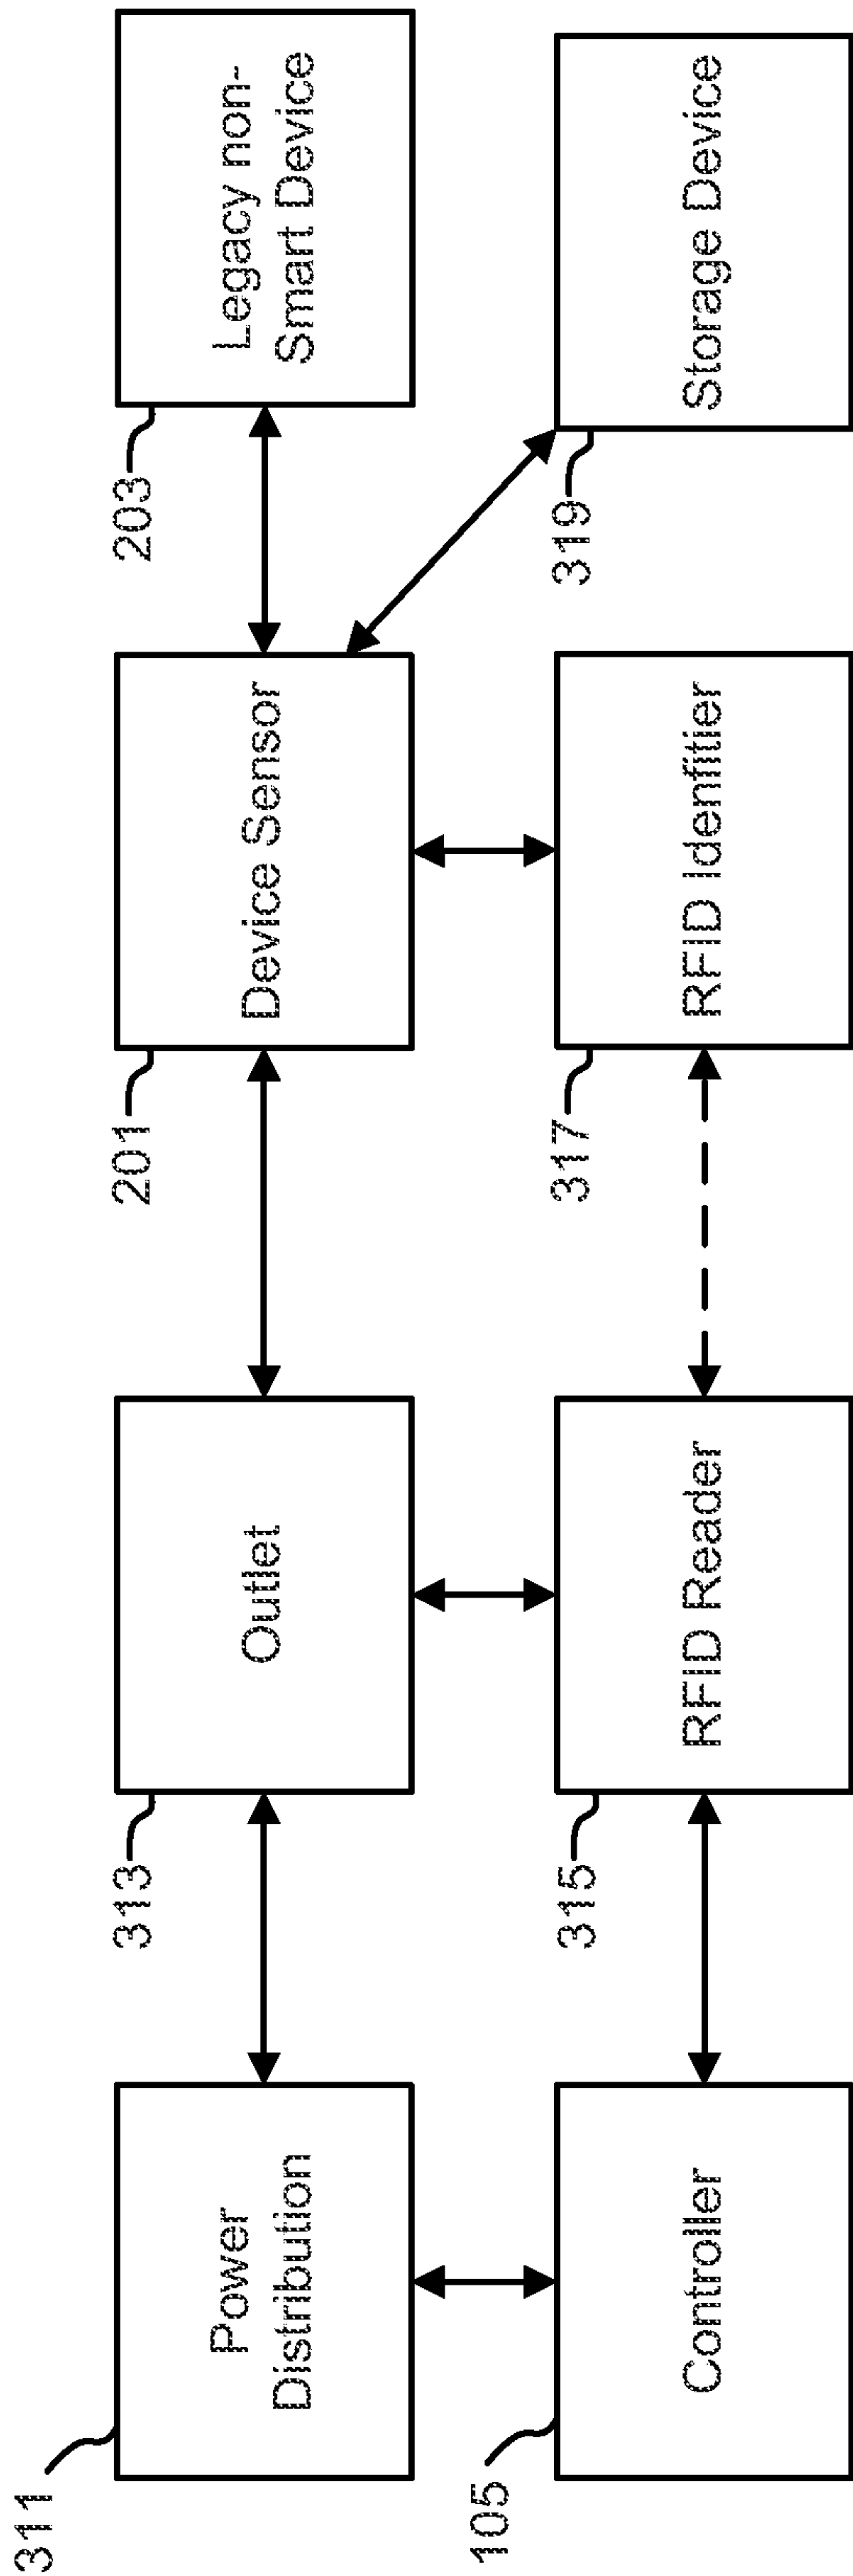 311
Power
Distribution
313
Outlet
201
Device Sensor
203
Legacy non-
Smart Device
105
Controller
315
RFID Reader
317
RFID Idenfitier
319
Storage Device